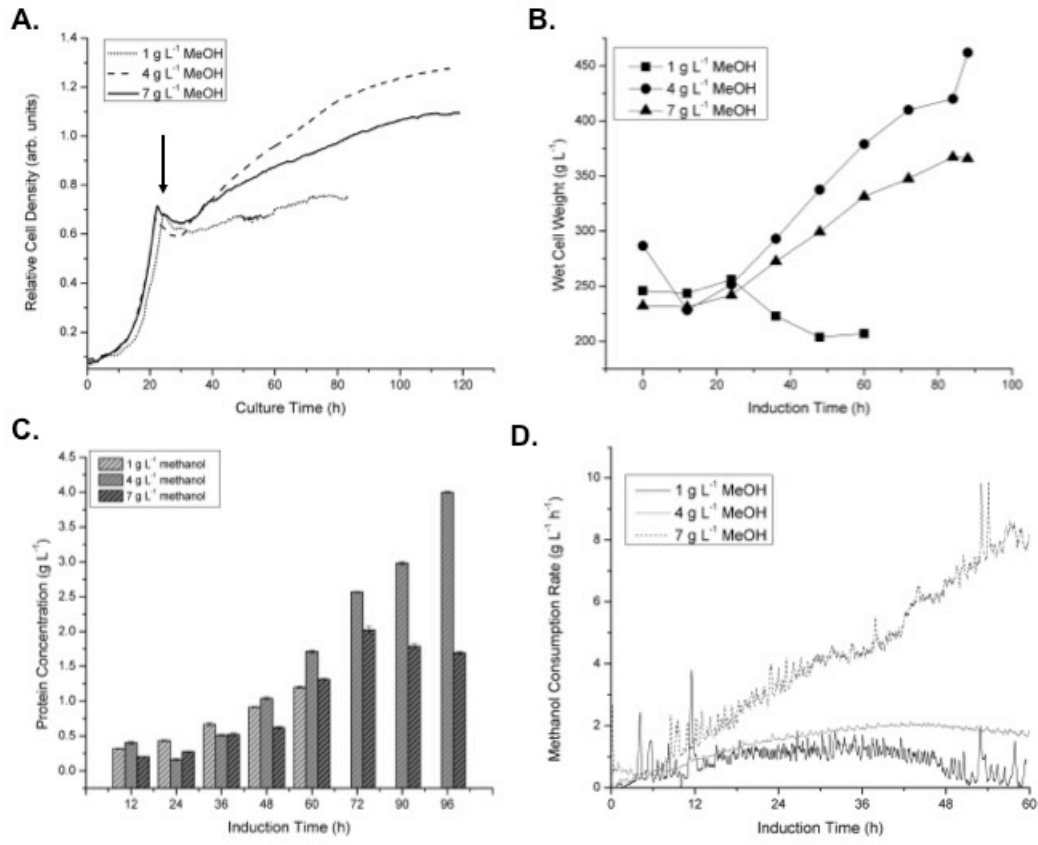 A.
1 g L⁻¹ MeOH
4 g L⁻¹ MeOH
7 g L⁻¹ MeOH
Relative Cell Density (arb. units)
1.4
1.2
1.0
0.8
0.6
0.4
0.2
0 20 40 60 80 100 120
Culture Time (h)
B.
1 g L⁻¹ MeOH
4 g L⁻¹ MeOH
7 g L⁻¹ MeOH
Wet Cell Weight (g L⁻¹)
450
400
350
300
250
200
0 20 40 60 80 100
Induction Time (h)
C.
1 g L⁻¹ methanol
4 g L⁻¹ methanol
7 g L⁻¹ methanol
Protein Concentration (g L⁻¹)
4.5
4.0
3.5
3.0
2.5
2.0
1.5
1.0
0.5
0.0
12 24 36 48 60 72 90 96
Induction Time (h)
D.
1 g L⁻¹ MeOH
4 g L⁻¹ MeOH
7 g L⁻¹ MeOH
Methanol Consumption Rate (g L⁻¹ h⁻¹)
10
8
6
4
2
0
0 12 24 36 48 60
Induction Time (h)